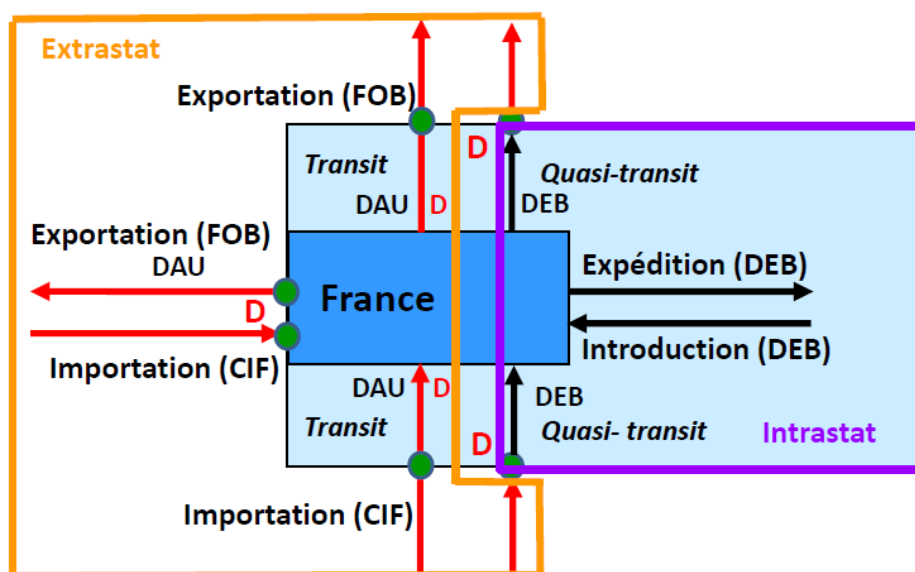 Extrastat
Exportation (FOB)
D
Transit
Quasi-transit
DAU D
DEB
Exportation (FOB)
DAU
Expédition (DEB)
France
D
Importation (CIF)
Introduction (DEB)
DAU D
DEB
Transit
D
Quasi- transit
Intrastat
Importation (CIF)